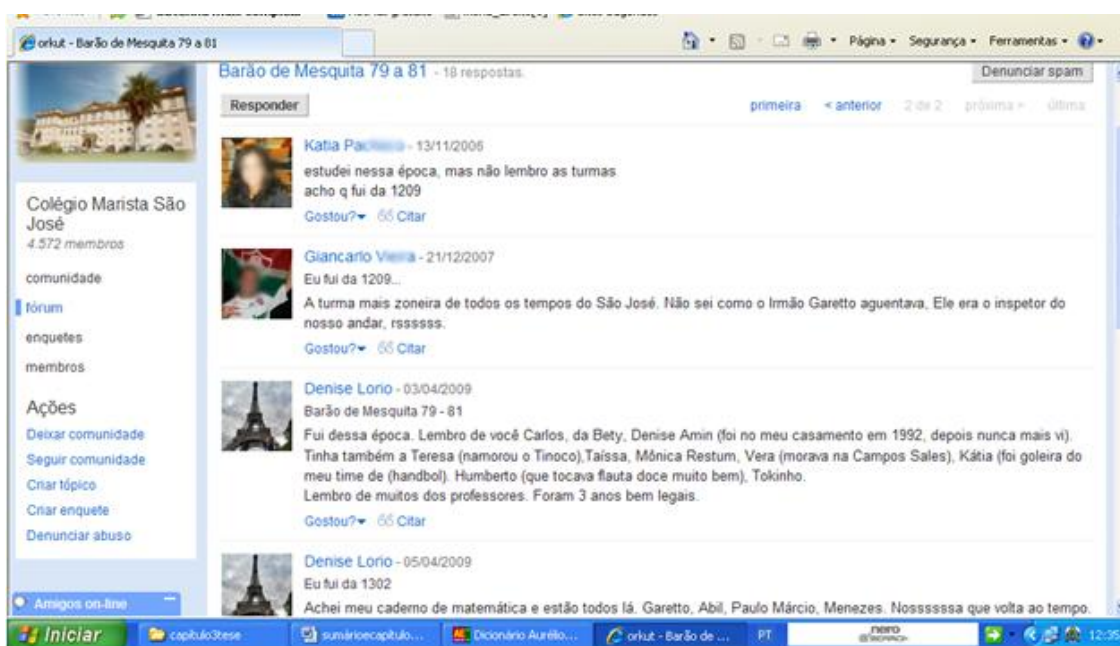 orkut - Barão de Mesquita 79 a 81
Página
Segurança
Ferramentas
Barão de Mesquita 79 a 81 - 18 respostas.
Denunciar spam
Responder
primeira < anterior 2 de 2 próxima > última
Colégio Marista São
José
4.572 membros
comunidade
fórum
enquetes
membros
Ações
Deixar comunidade
Seguir comunidade
Criar tópico
Criar enquete
Denunciar abuso
Amigos on-line
Katia - 13/11/2006
estudei nessa época, mas não lembro as turmas
acho q fui da 1209
Gostou? Citar
Giancarlo - 21/12/2007
Eu fui da 1209...
A turma mais zoneira de todos os tempos do São José. Não sei como o Irmão Garetto aguentava, Ele era o inspetor do
nosso andar, rssssss.
Gostou? Citar
Denise Lorio - 03/04/2009
Barão de Mesquita 79 - 81
Fui dessa época. Lembro de você Carlos, da Bety, Denise Amin (foi no meu casamento em 1992, depois nunca mais vi).
Tinha também a Teresa (namorou o Tinoco),Taíssa, Mônica Restum, Vera (morava na Campos Sales), Kátia (foi goleira do
meu time de (handbol). Humberto (que tocava flauta doce muito bem), Tokinho.
Lembro de muitos dos professores. Foram 3 anos bem legais.
Gostou? Citar
Denise Lorio - 05/04/2009
Eu fui da 1302
Achei meu caderno de matemática e estão todos lá. Garetto, Abil, Paulo Márcio, Menezes. Nossssssa que volta ao tempo.
Iniciar
capitulo3tese
sumárioecapitulo...
Dicionário Aurélio...
orkut - Barão de ...
PT
nero
12:35